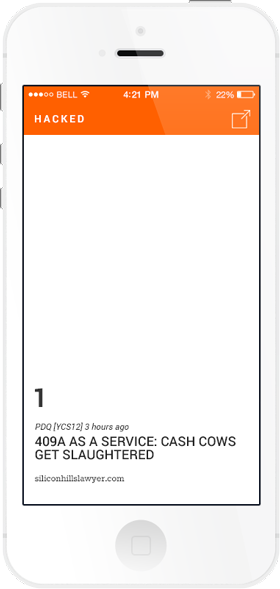 BELL 4:21 PM 22%
HACKED
1
PDQ [YCS12] 3 hours ago
409A AS A SERVICE: CASH COWS
GET SLAUGHTERED
siliconhillslawyer.com